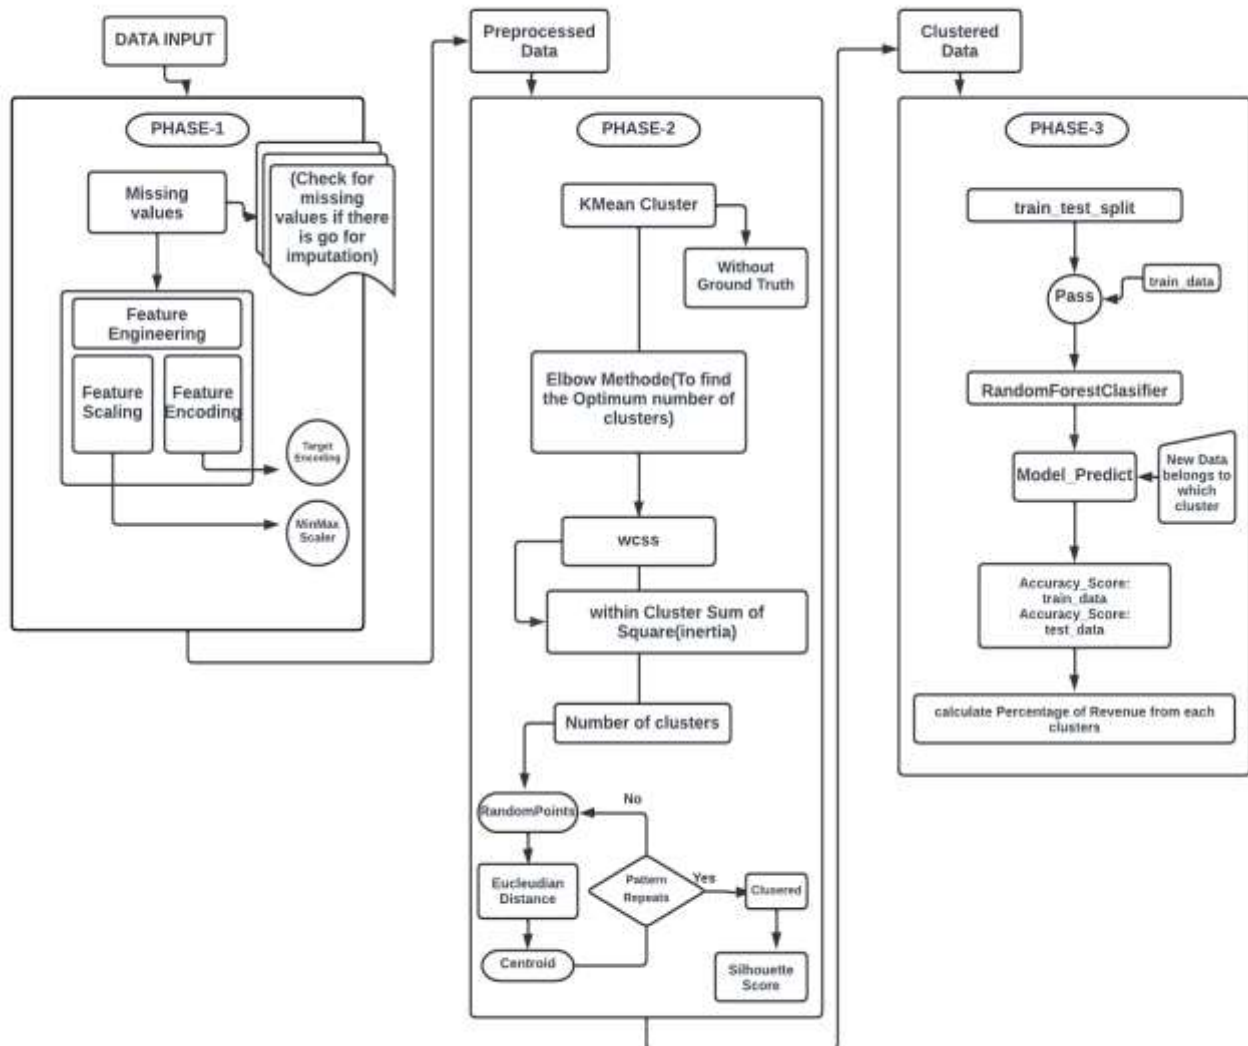 DATA INPUT
PHASE-1
Missing
values
(Check for
missing
values if there
is go for
imputation)
Feature
Engineering
Feature
Scaling
Feature
Encoding
Target
Encoding
MinMax
Scaler
Preprocessed
Data
PHASE-2
KMean Cluster
Without
Ground Truth
Elbow Methode(To find
the Optimum number of
clusters)
wcss
within Cluster Sum of
Square(inertia)
Number of clusters
RandomPoints
No
Eucleudian
Distance
Pattern
Repeats
Yes
Clusered
Centroid
Silhouette
Score
Clustered
Data
PHASE-3
train_test_split
Pass
train_data
RandomForestClasifier
Model_Predict
New Data
belongs to
which
cluster
Accuracy_Score:
train_data
Accuracy_Score:
test_data
calculate Percentage of Revenue from each
clusters